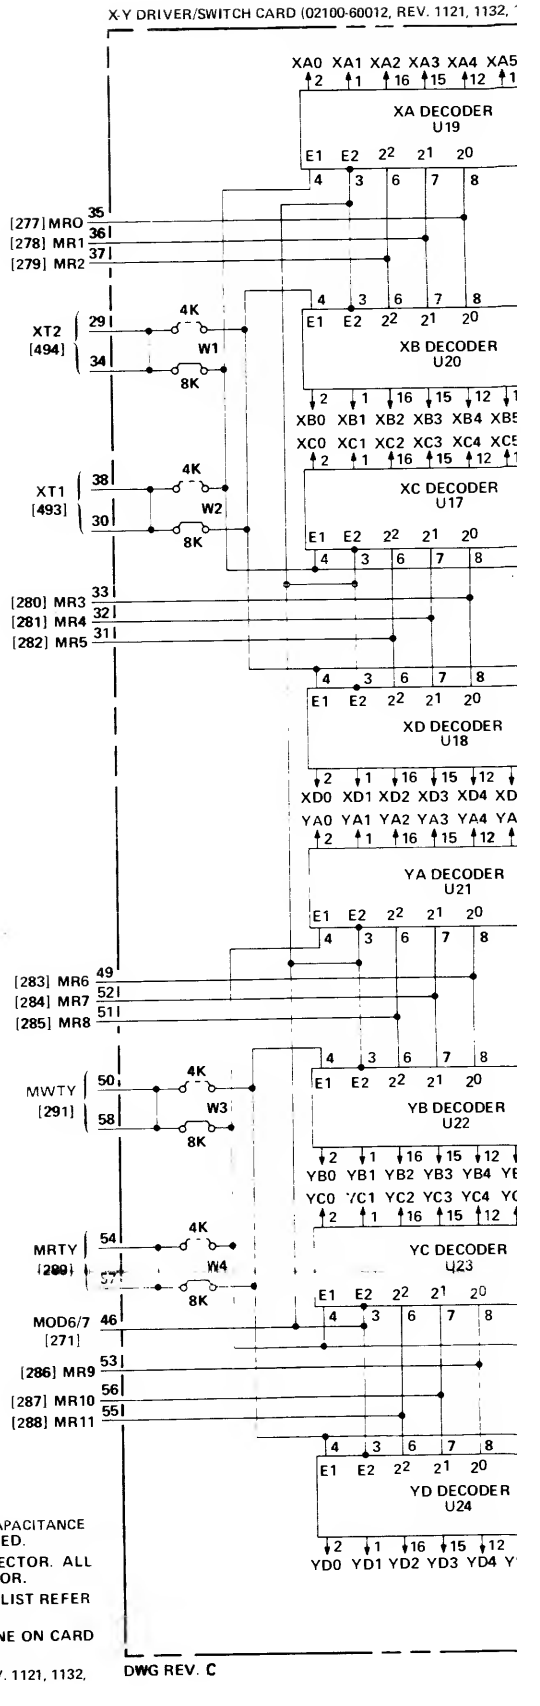 X-Y DRIVER/SWITCH CARD (02100-60012, REV. 1121, 1132,
XA0 XA1 XA2 XA3 XA4 XA5
2 1 16 15 12 1
XA DECODER
U19
E1 E2 2² 2¹ 2⁰
4 3 6 7 8
[277] MR0 35
[278] MR1 36
[279] MR2 37
4 3 6 7 8
E1 E2 2² 2¹ 2⁰
4K
XT2 29
[494]
34
W1
8K
XB DECODER
U20
2 1 16 15 12 1
XB0 XB1 XB2 XB3 XB4 XB5
XC0 XC1 XC2 XC3 XC4 XC5
2 1 16 15 12 1
4K
XT1 38
[493]
30
W2
8K
XC DECODER
U17
E1 E2 2² 2¹ 2⁰
4 3 6 7 8
[280] MR3 33
[281] MR4 32
[282] MR5 31
4 3 6 7 8
E1 E2 2² 2¹ 2⁰
XD DECODER
U18
2 1 16 15 12
XD0 XD1 XD2 XD3 XD4 XD
YA0 YA1 YA2 YA3 YA4 YA
2 1 16 15 12
YA DECODER
U21
E1 E2 2² 2¹ 2⁰
4 3 6 7 8
[283] MR6 49
[284] MR7 52
[285] MR8 51
4 3 6 7 8
E1 E2 2² 2¹ 2⁰
4K
MWTY 50
[291]
58
W3
8K
YB DECODER
U22
2 1 16 15 12
YB0 YB1 YB2 YB3 YB4
YC0 YC1 YC2 YC3 YC4
2 1 16 15 12
4K
MRTY 54
[289]
57
W4
8K
YC DECODER
U23
E1 E2 2² 2¹ 2⁰
4 3 6 7 8
MOD6/7 46
[271]
[286] MR9 53
[287] MR10 56
[288] MR11 55
4 3 6 7 8
E1 E2 2² 2¹ 2⁰
YD DECODER
U24
2 1 16 15 12
YD0 YD1 YD2 YD3 YD4 Y
APACITANCE
ED.
ECTOR. ALL
OR.
LIST REFER
NE ON CARD
. 1121, 1132,
DWG REV. C